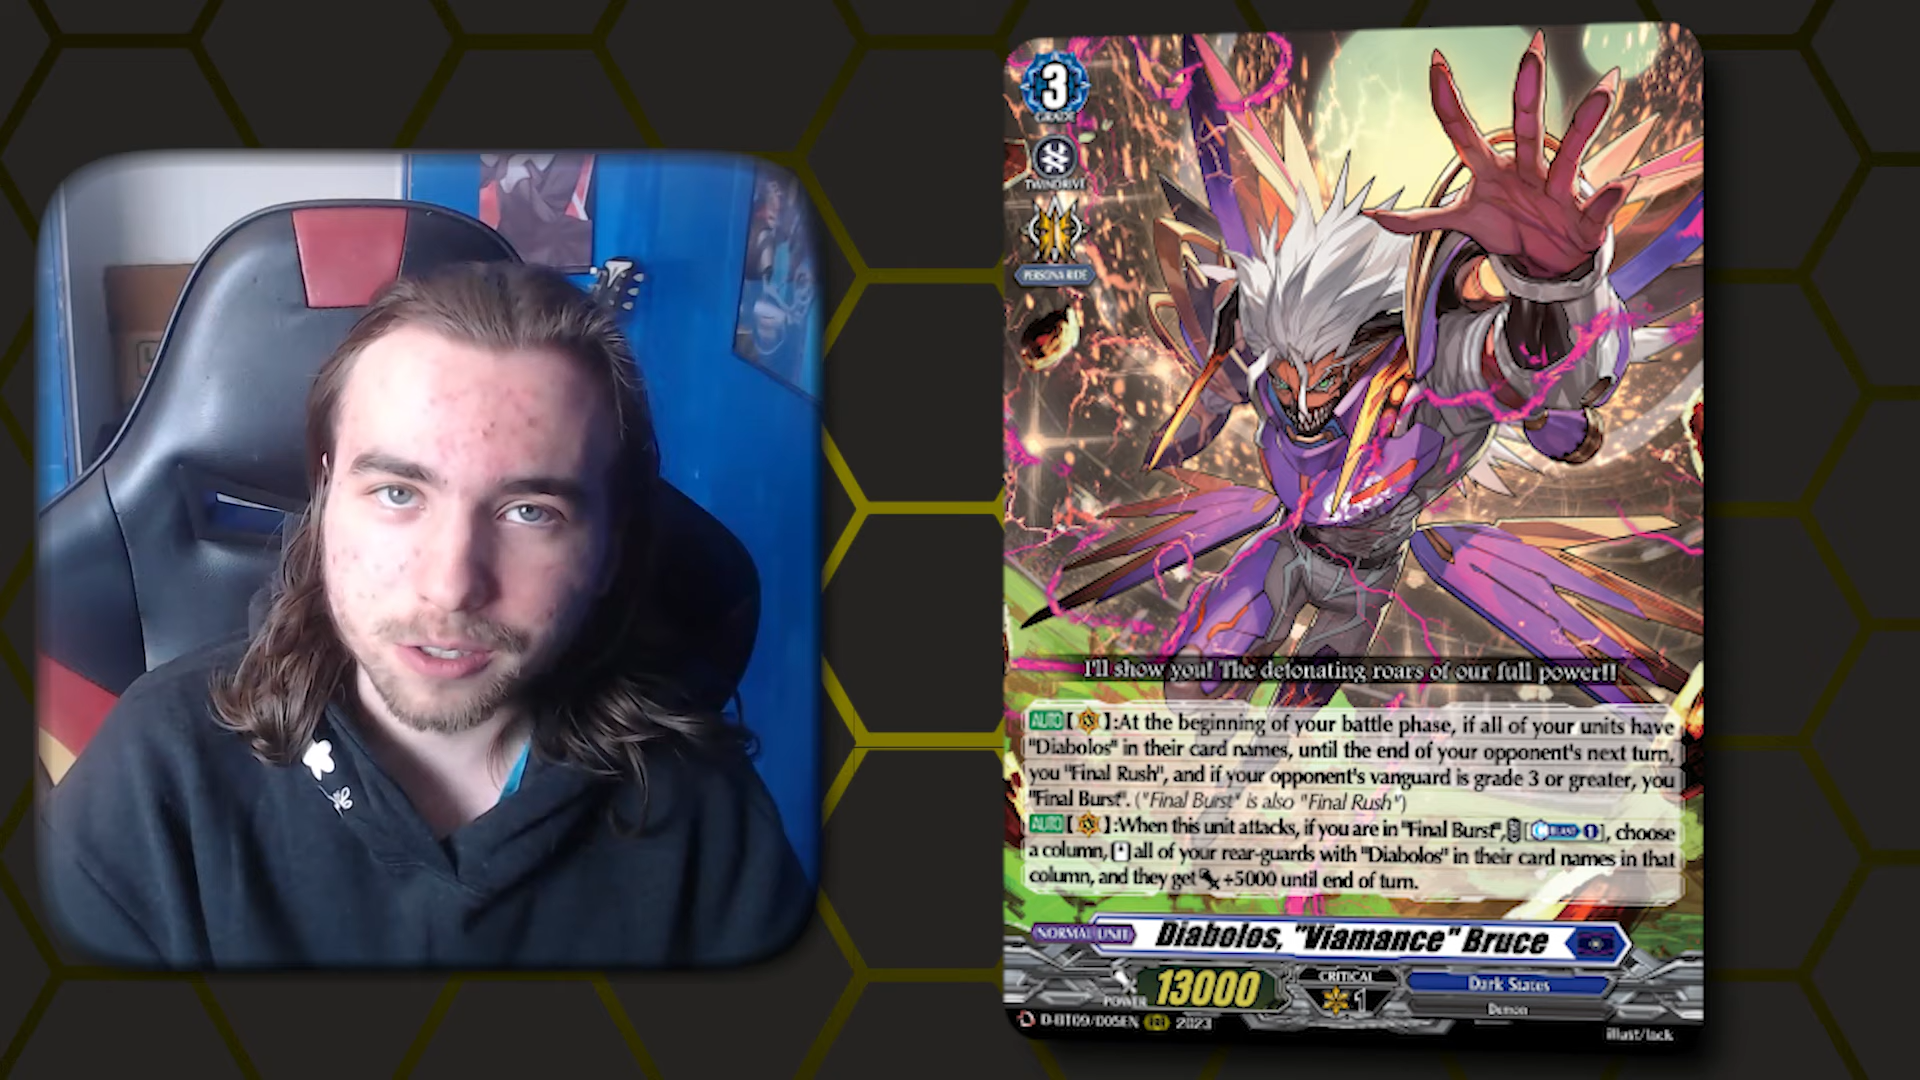 3
GRADE
TWINDRIVE
PERSONA RIDE
I'll show you! The detonating roars of our full power!!
AUTO[ ]:At the beginning of your battle phase, if all of your units have
"Diabolos" in their card names, until the end of your opponent's next turn,
you "Final Rush", and if your opponent's vanguard is grade 3 or greater, you
"Final Burst". ("Final Burst" is also "Final Rush")
AUTO[ ]:When this unit attacks, if you are in "Final Burst", [ BLAST 1], choose
a column, all of your rear-guards with "Diabolos" in their card names in that
column, and they get +5000 until end of turn.
NORMAL UNIT Diabolos, "Viamance" Bruce
POWER 13000 CRITICAL 1 Dark States
Demon
D-BT09/005EN RRR 2023 illust/lack